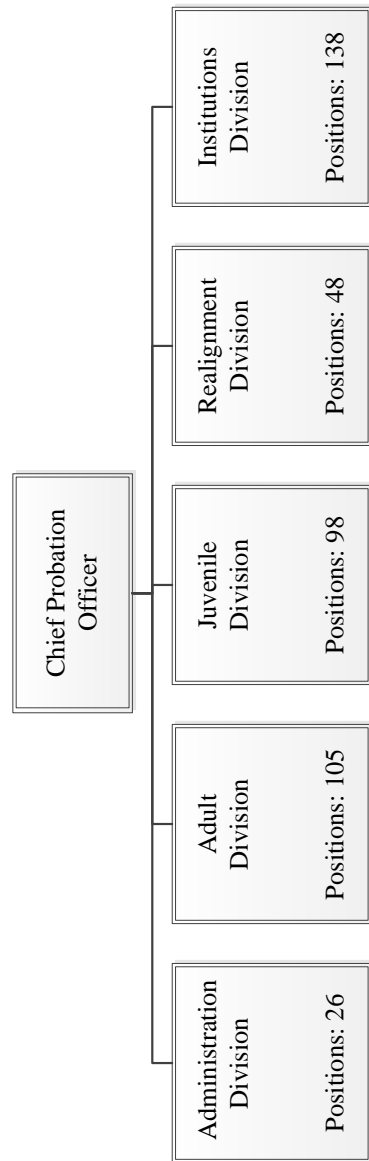 Chief Probation
Officer
Administration
Division
Positions: 26
Adult
Division
Positions: 105
Juvenile
Division
Positions: 98
Realignment
Division
Positions: 48
Institutions
Division
Positions: 138